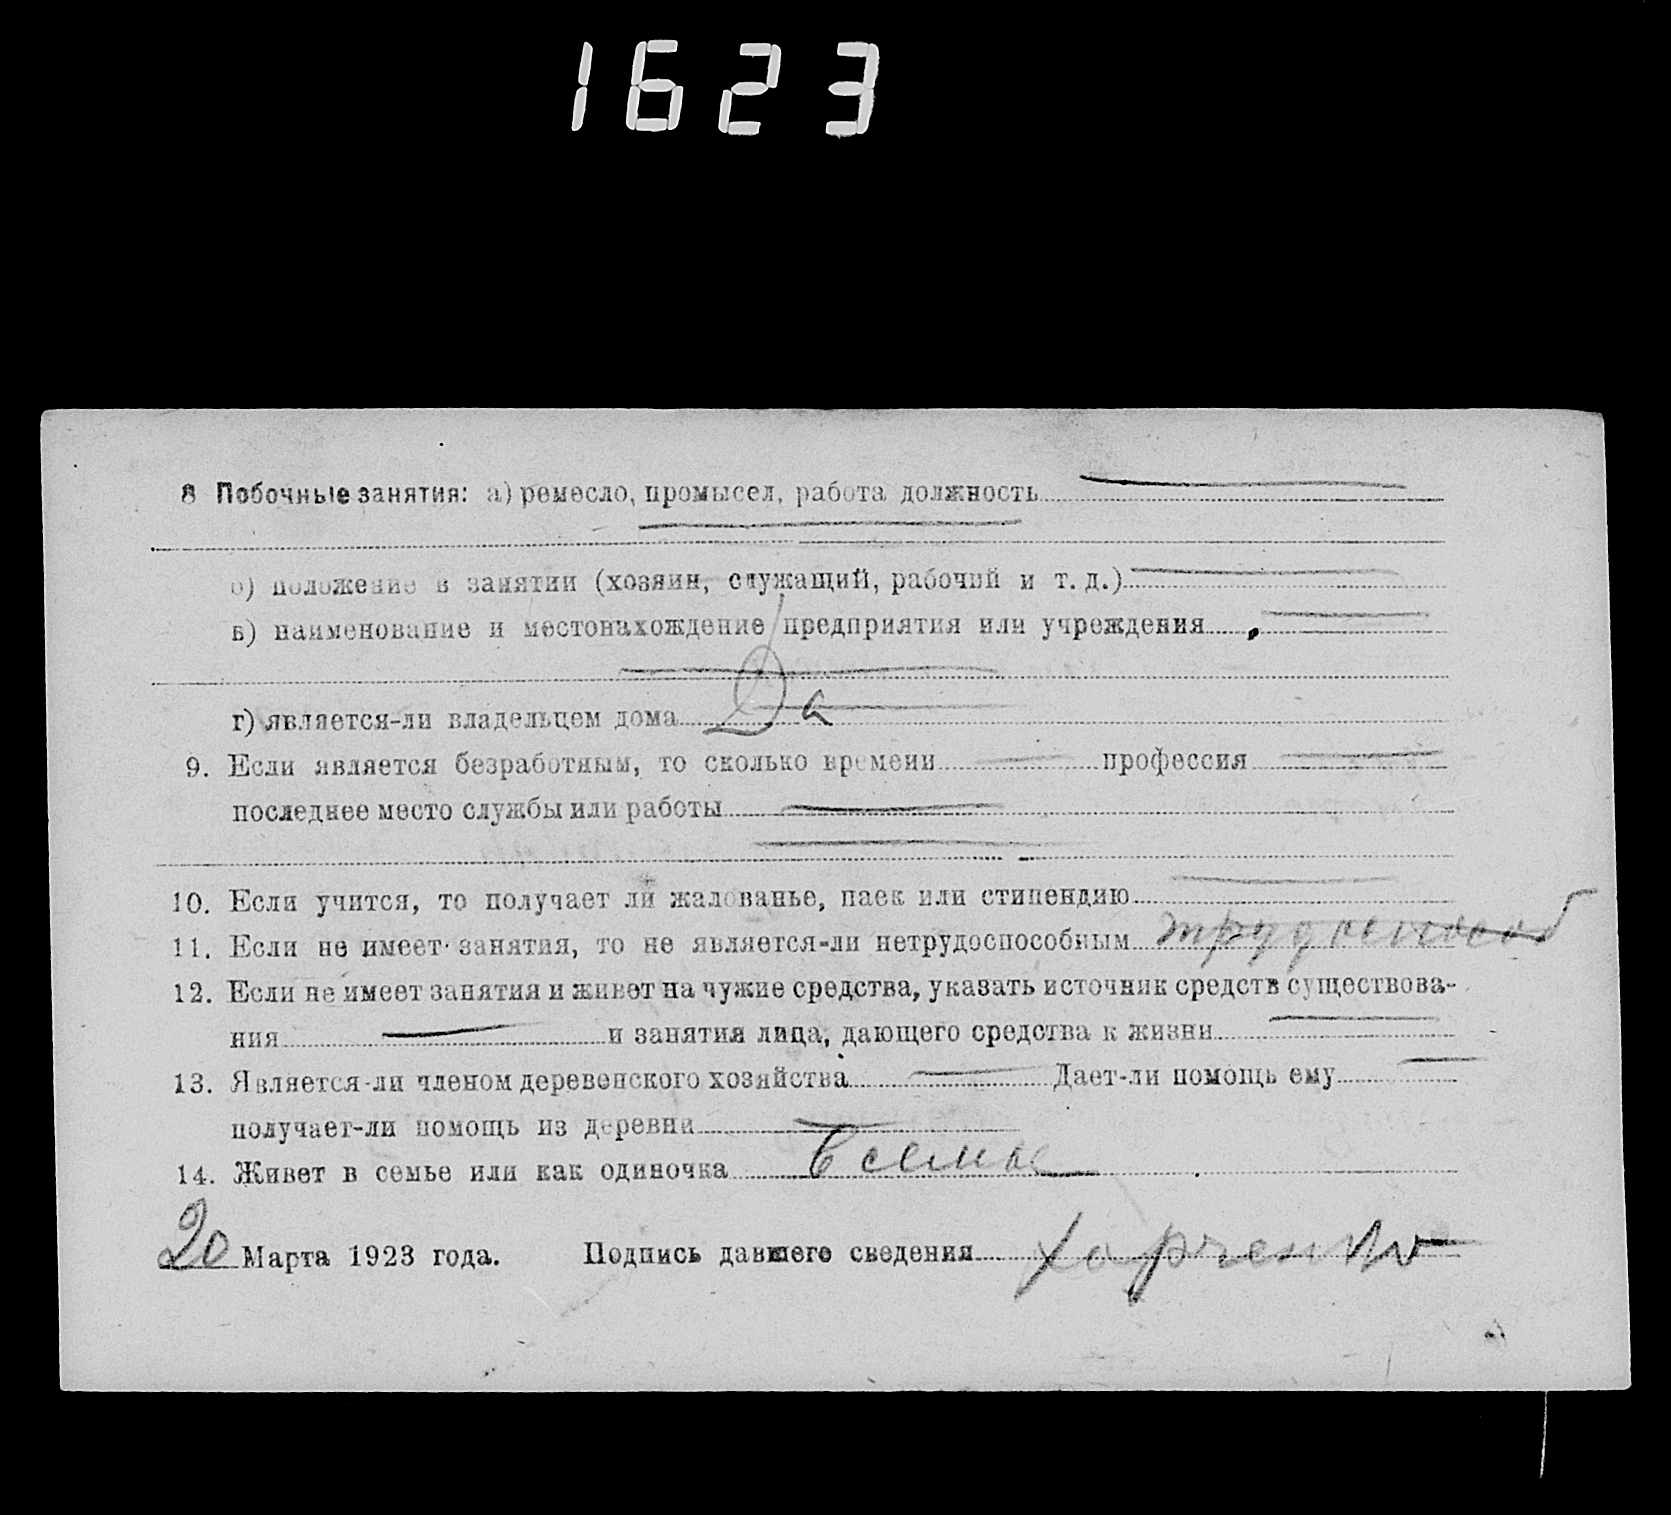 1623
8 Побочные занятия: а) ремесло, промысел, работа должность
б) положение в занятии (хозяин, служащий, рабочий и т. д.)
в) наименование и местонахождение предприятия или учреждения
г) является-ли владельцем дома Да
9. Если является безработным, то сколько времени профессия
последнее место службы или работы
10. Если учится, то получает ли жалованье, паек или стипендию
11. Если не имеет занятия, то не является-ли нетрудоспособным
12. Если не имеет занятия и живет на чужие средства, указать источник средств существова-
ния и занятия лица, дающего средства к жизни
13. Является-ли членом деревенского хозяйства Дает-ли помощь ему
получает-ли помощь из деревни
14. Живет в семье или как одиночка В семье
20 Марта 1923 года. Подпись давшего сведения Харченко